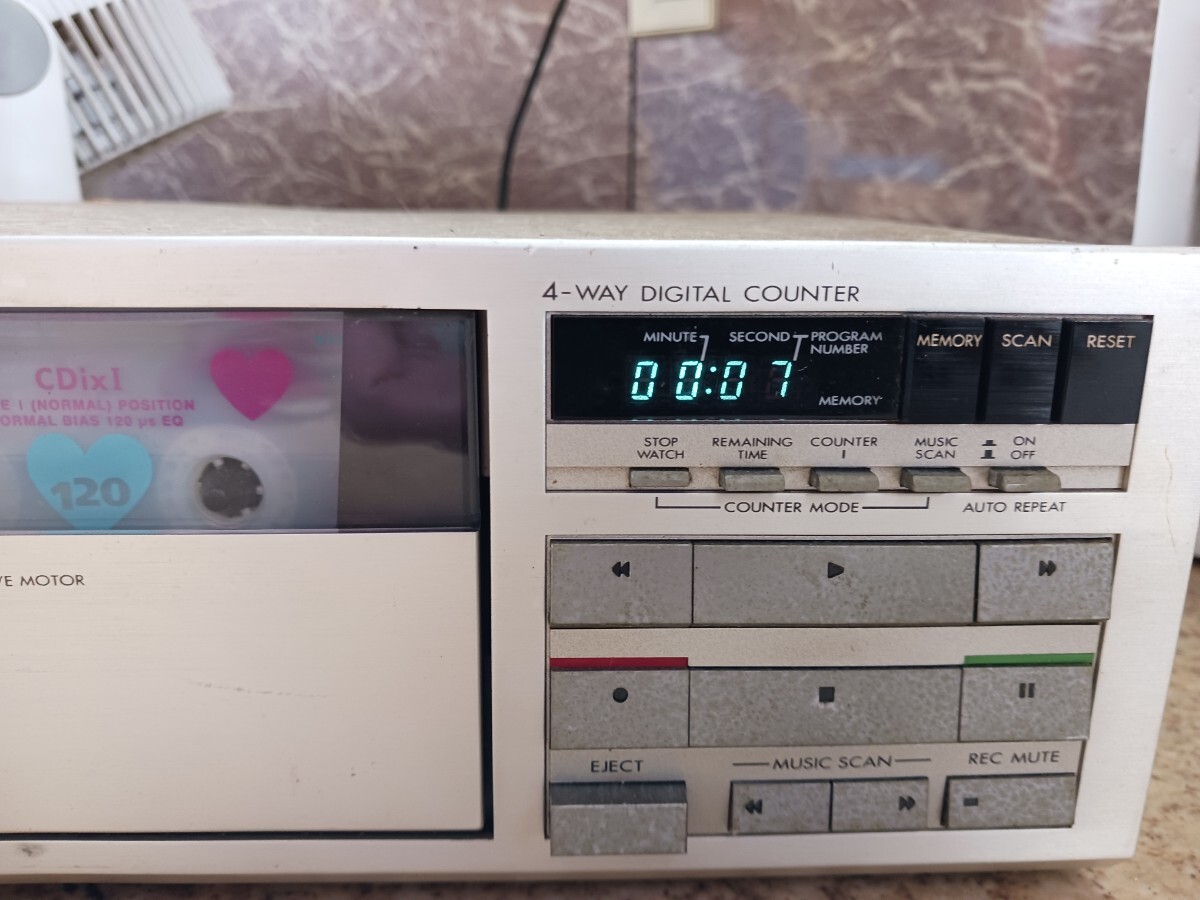 4-WAY DIGITAL COUNTER
MINUTE SECOND PROGRAM
NUMBER
00:07
MEMORY
MEMORY SCAN RESET
CDixI
E I (NORMAL) POSITION
ORMAL BIAS 120 µs EQ
120
STOP
WATCH
REMAINING
TIME
COUNTER
I
MUSIC
SCAN
ON
OFF
COUNTER MODE
AUTO REPEAT
VE MOTOR
EJECT
MUSIC SCAN
REC MUTE